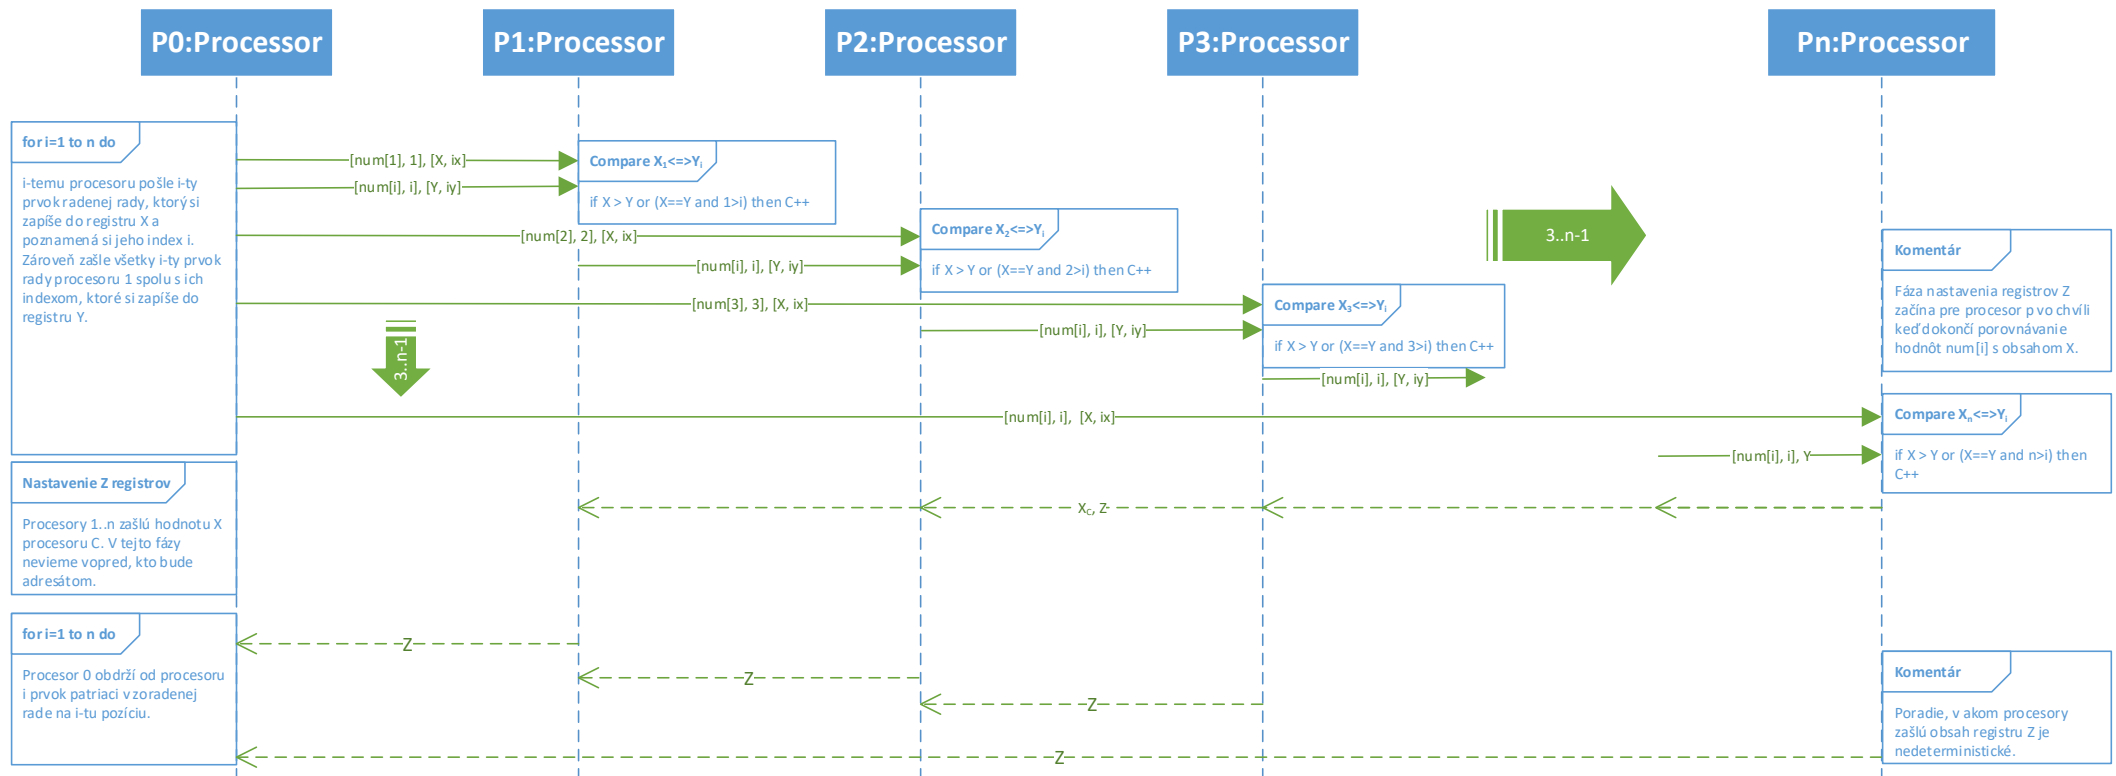 P0:Processor
P1:Processor
P2:Processor
P3:Processor
Pn:Processor
for i=1 to n do
i-temu procesoru pošle i-ty
prvok radenej rady, ktorý si
zapíše do registru X a
poznamená si jeho index i.
Zároveň zašle všetky i-ty prvok
rady procesoru 1 spolu s ich
indexom, ktoré si zapíše do
registru Y.
[num[1], 1], [X, ix]
[num[i], i], [Y, iy]
Compare X₁<=>Yᵢ
if X > Y or (X==Y and 1>i) then C++
[num[2], 2], [X, ix]
[num[i], i], [Y, iy]
Compare X₂<=>Yᵢ
if X > Y or (X==Y and 2>i) then C++
[num[3], 3], [X, ix]
[num[i], i], [Y, iy]
Compare X₃<=>Yᵢ
if X > Y or (X==Y and 3>i) then C++
[num[i], i], [Y, iy]
3..n-1
3..n-1
Komentár
Fáza nastavenia registrov Z
začína pre procesor p vo chvíli
keď dokončí porovnávanie
hodnôt num[i] s obsahom X.
[num[i], i], [X, ix]
Compare Xₙ<=>Yᵢ
if X > Y or (X==Y and n>i) then
C++
[num[i], i], Y
Nastavenie Z registrov
Procesory 1..n zašlú hodnotu X
procesoru C. V tejto fázy
nevieme vopred, kto bude
adresátom.
X_C, Z
for i=1 to n do
Procesor 0 obdrží od procesoru
i prvok patriaci v zoradenej
rade na i-tu pozíciu.
Z
Z
Z
Z
Komentár
Poradie, v akom procesory
zašlú obsah registru Z je
nedeterministické.